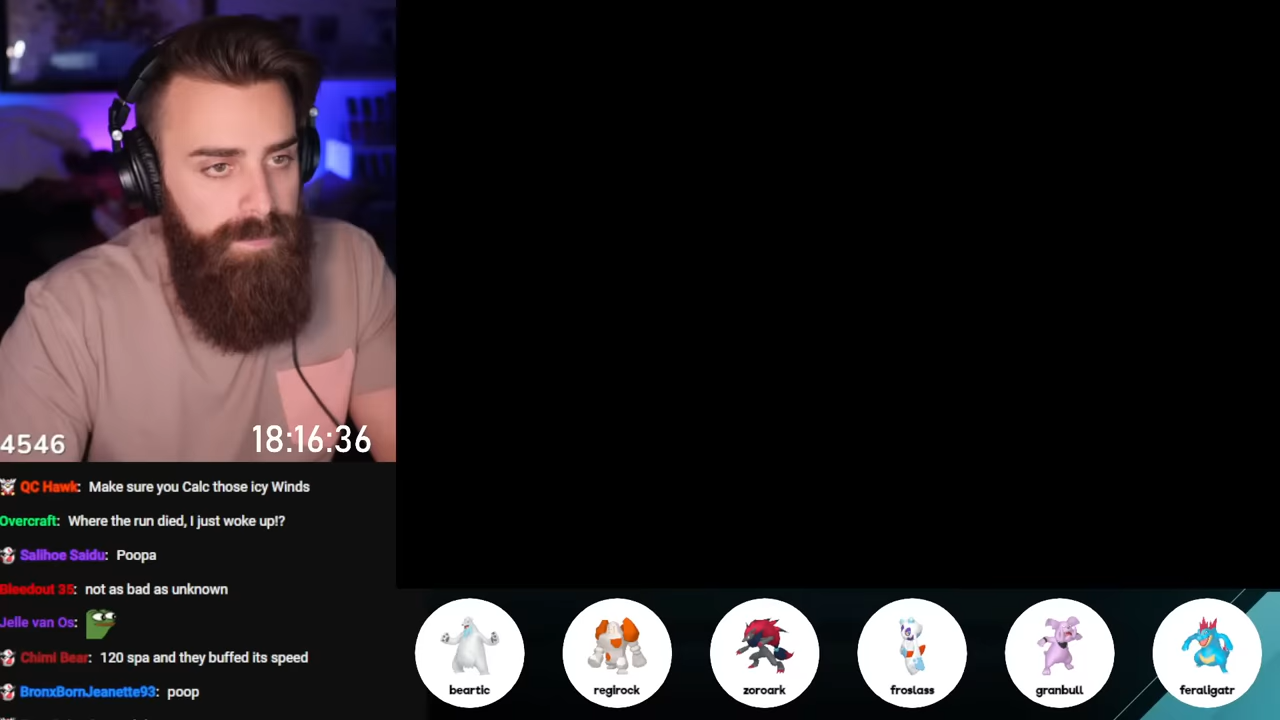 4546
18:16:36
QC Hawk: Make sure you Calc those icy Winds
Overcraft: Where the run died, I just woke up!?
Salihoe Saidu: Poopa
Bleedout 35: not as bad as unknown
Jelle van Os:
Chimi Bear: 120 spa and they buffed its speed
BronxBornJeanette93: poop
beartic
regirock
zoroark
froslass
granbull
feraligatr